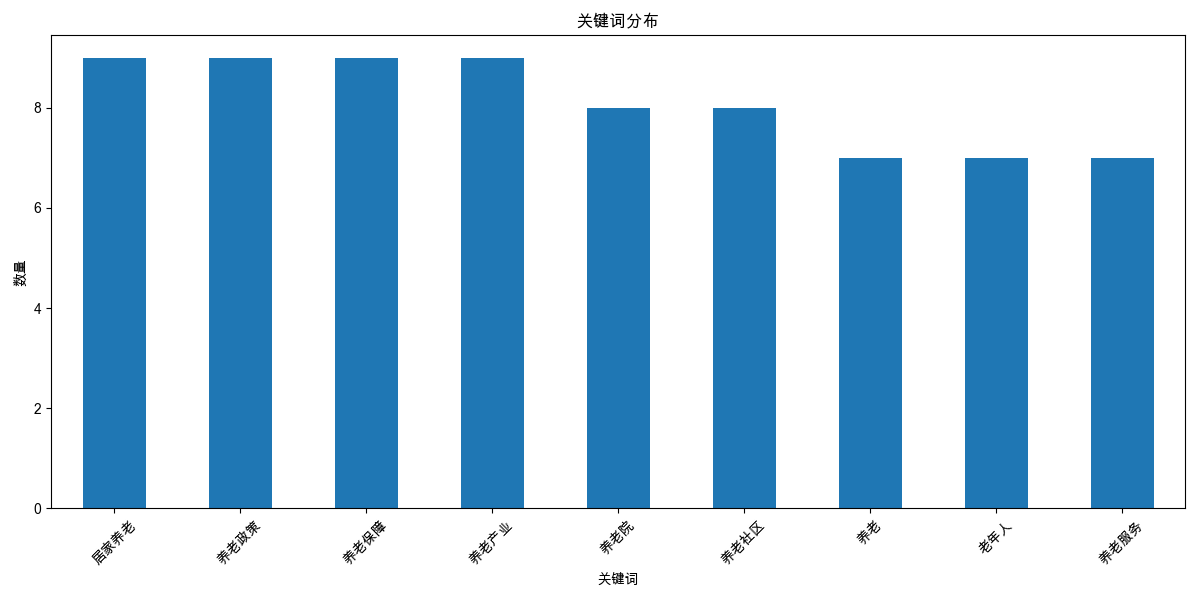 关键词分布
数量
8
6
4
2
0
居家养老
养老政策
养老保障
养老产业
养老院
养老社区
养老
老年人
养老服务
关键词